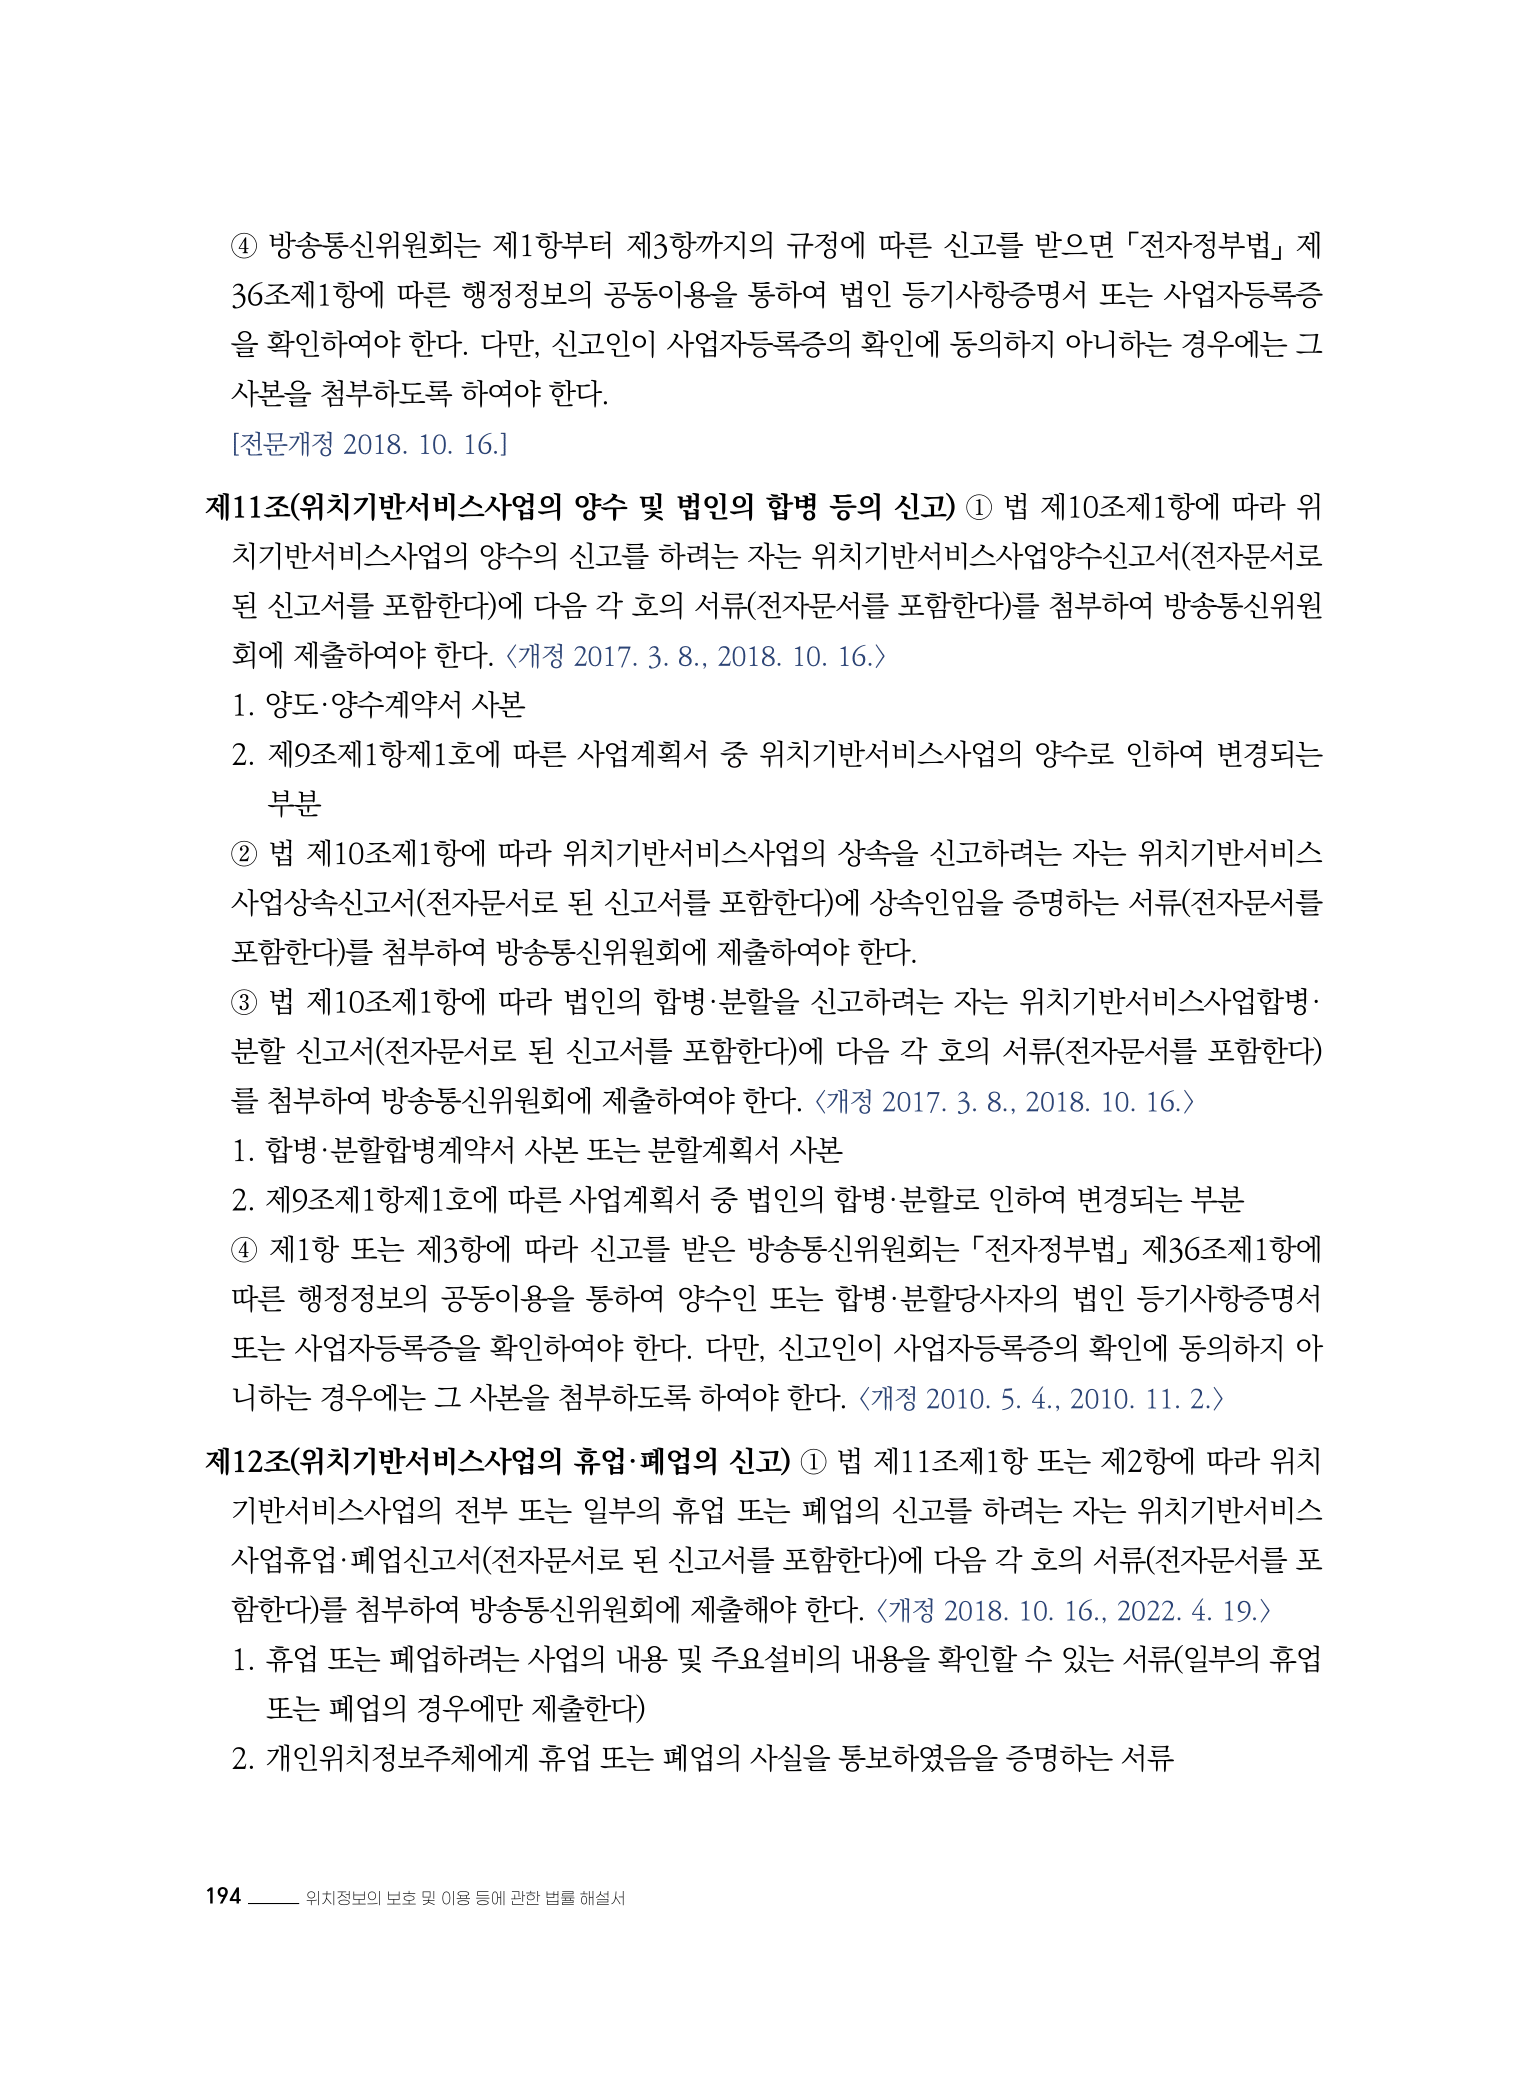 ④ 방송통신위원회는 제1항부터 제3항까지의 규정에 따른 신고를 받으면 「전자정부법」 제
36조제1항에 따른 행정정보의 공동이용을 통하여 법인 등기사항증명서 또는 사업자등록증
을 확인하여야 한다. 다만, 신고인이 사업자등록증의 확인에 동의하지 아니하는 경우에는 그
사본을 첨부하도록 하여야 한다.
[전문개정 2018. 10. 16.]
제11조(위치기반서비스사업의 양수 및 법인의 합병 등의 신고) ① 법 제10조제1항에 따라 위
치기반서비스사업의 양수의 신고를 하려는 자는 위치기반서비스사업양수신고서(전자문서로
된 신고서를 포함한다)에 다음 각 호의 서류(전자문서를 포함한다)를 첨부하여 방송통신위원
회에 제출하여야 한다. 〈개정 2017. 3. 8., 2018. 10. 16.〉
1. 양도·양수계약서 사본
2. 제9조제1항제1호에 따른 사업계획서 중 위치기반서비스사업의 양수로 인하여 변경되는
부분
② 법 제10조제1항에 따라 위치기반서비스사업의 상속을 신고하려는 자는 위치기반서비스
사업상속신고서(전자문서로 된 신고서를 포함한다)에 상속인임을 증명하는 서류(전자문서를
포함한다)를 첨부하여 방송통신위원회에 제출하여야 한다.
③ 법 제10조제1항에 따라 법인의 합병·분할을 신고하려는 자는 위치기반서비스사업합병·
분할 신고서(전자문서로 된 신고서를 포함한다)에 다음 각 호의 서류(전자문서를 포함한다)
를 첨부하여 방송통신위원회에 제출하여야 한다. 〈개정 2017. 3. 8., 2018. 10. 16.〉
1. 합병·분할합병계약서 사본 또는 분할계획서 사본
2. 제9조제1항제1호에 따른 사업계획서 중 법인의 합병·분할로 인하여 변경되는 부분
④ 제1항 또는 제3항에 따라 신고를 받은 방송통신위원회는 「전자정부법」 제36조제1항에
따른 행정정보의 공동이용을 통하여 양수인 또는 합병·분할당사자의 법인 등기사항증명서
또는 사업자등록증을 확인하여야 한다. 다만, 신고인이 사업자등록증의 확인에 동의하지 아
니하는 경우에는 그 사본을 첨부하도록 하여야 한다. 〈개정 2010. 5. 4., 2010. 11. 2.〉
제12조(위치기반서비스사업의 휴업·폐업의 신고) ① 법 제11조제1항 또는 제2항에 따라 위치
기반서비스사업의 전부 또는 일부의 휴업 또는 폐업의 신고를 하려는 자는 위치기반서비스
사업휴업·폐업신고서(전자문서로 된 신고서를 포함한다)에 다음 각 호의 서류(전자문서를 포
함한다)를 첨부하여 방송통신위원회에 제출해야 한다. 〈개정 2018. 10. 16., 2022. 4. 19.〉
1. 휴업 또는 폐업하려는 사업의 내용 및 주요설비의 내용을 확인할 수 있는 서류(일부의 휴업
또는 폐업의 경우에만 제출한다)
2. 개인위치정보주체에게 휴업 또는 폐업의 사실을 통보하였음을 증명하는 서류
194 위치정보의 보호 및 이용 등에 관한 법률 해설서